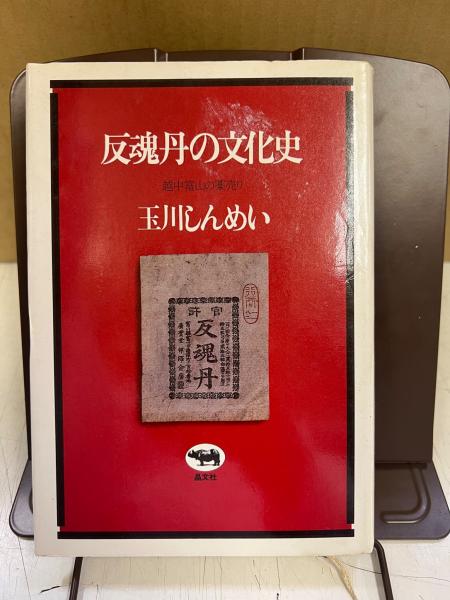 反魂丹の文化史
越中富山の薬売り
玉川しんめい
官許
反魂丹
晶文社